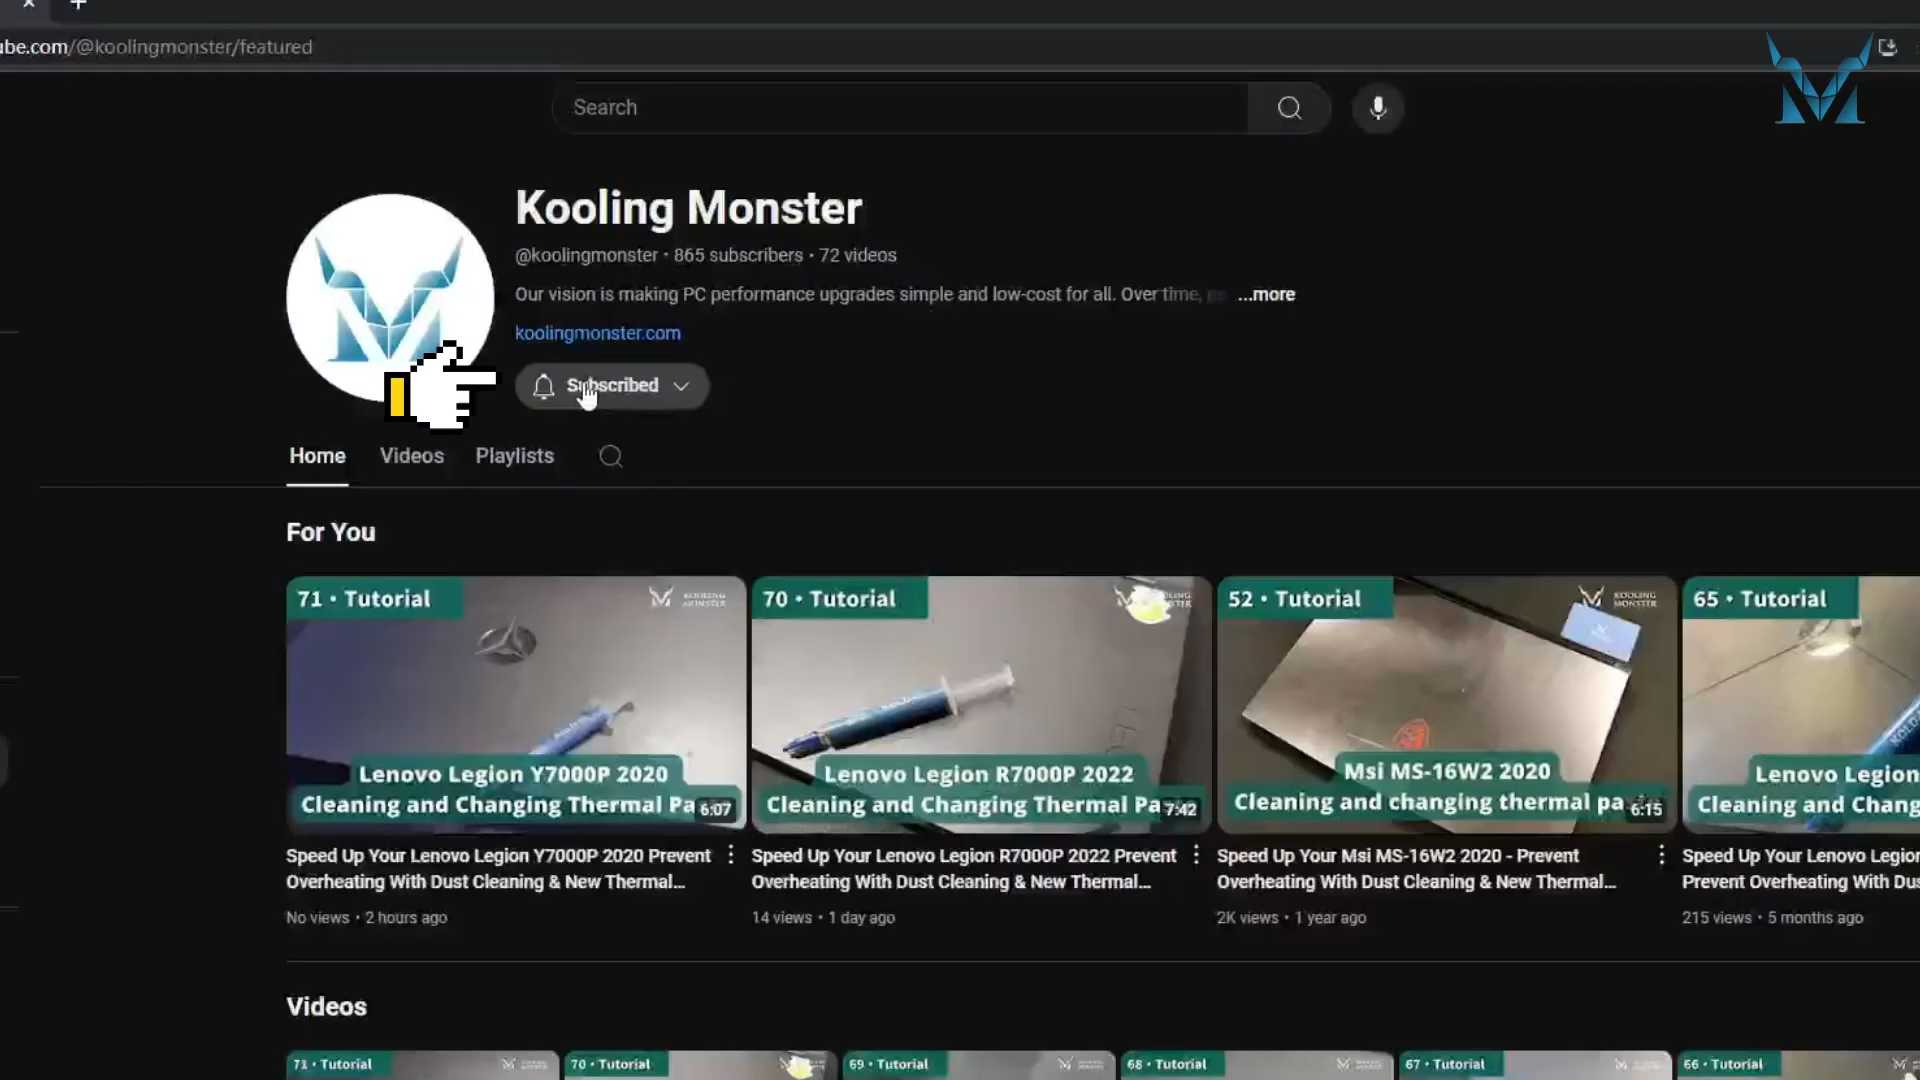 ube.com/@koolingmonster/featured
Search
Kooling Monster
@koolingmonster • 865 subscribers • 72 videos
Our vision is making PC performance upgrades simple and low-cost for all. Over time, ...more
koolingmonster.com
Subscribed
Home Videos Playlists
For You
71 • Tutorial
KOOLING MONSTER
Lenovo Legion Y7000P 2020
Cleaning and Changing Thermal Pa
6:07
Speed Up Your Lenovo Legion Y7000P 2020 Prevent
Overheating With Dust Cleaning & New Thermal...
No views • 2 hours ago
70 • Tutorial
Lenovo Legion R7000P 2022
Cleaning and Changing Thermal Pa
7:42
Speed Up Your Lenovo Legion R7000P 2022 Prevent
Overheating With Dust Cleaning & New Thermal...
14 views • 1 day ago
52 • Tutorial
KOOLING MONSTER
Msi MS-16W2 2020
Cleaning and changing thermal pa
6:15
Speed Up Your Msi MS-16W2 2020 - Prevent
Overheating With Dust Cleaning & New Thermal...
2K views • 1 year ago
65 • Tutorial
Lenovo Legion
Cleaning and Chang
Speed Up Your Lenovo Legion
Prevent Overheating With Dus
215 views • 5 months ago
Videos
71 • Tutorial
70 • Tutorial
69 • Tutorial
68 • Tutorial
67 • Tutorial
66 • Tutorial